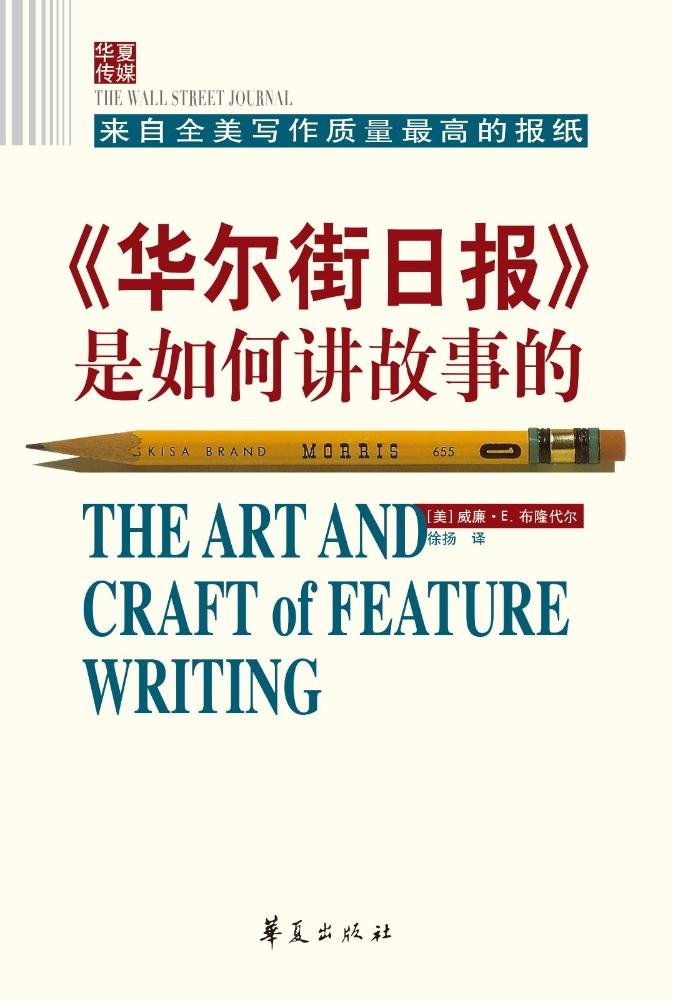 华夏
传媒
THE WALL STREET JOURNAL
来自全美写作质量最高的报纸
《华尔街日报》
是如何讲故事的
SKISA BRAND MORRIS 655 1
THE ART AND
[美] 威廉·E. 布隆代尔
徐扬 译
CRAFT of FEATURE
WRITING
華夏出版社